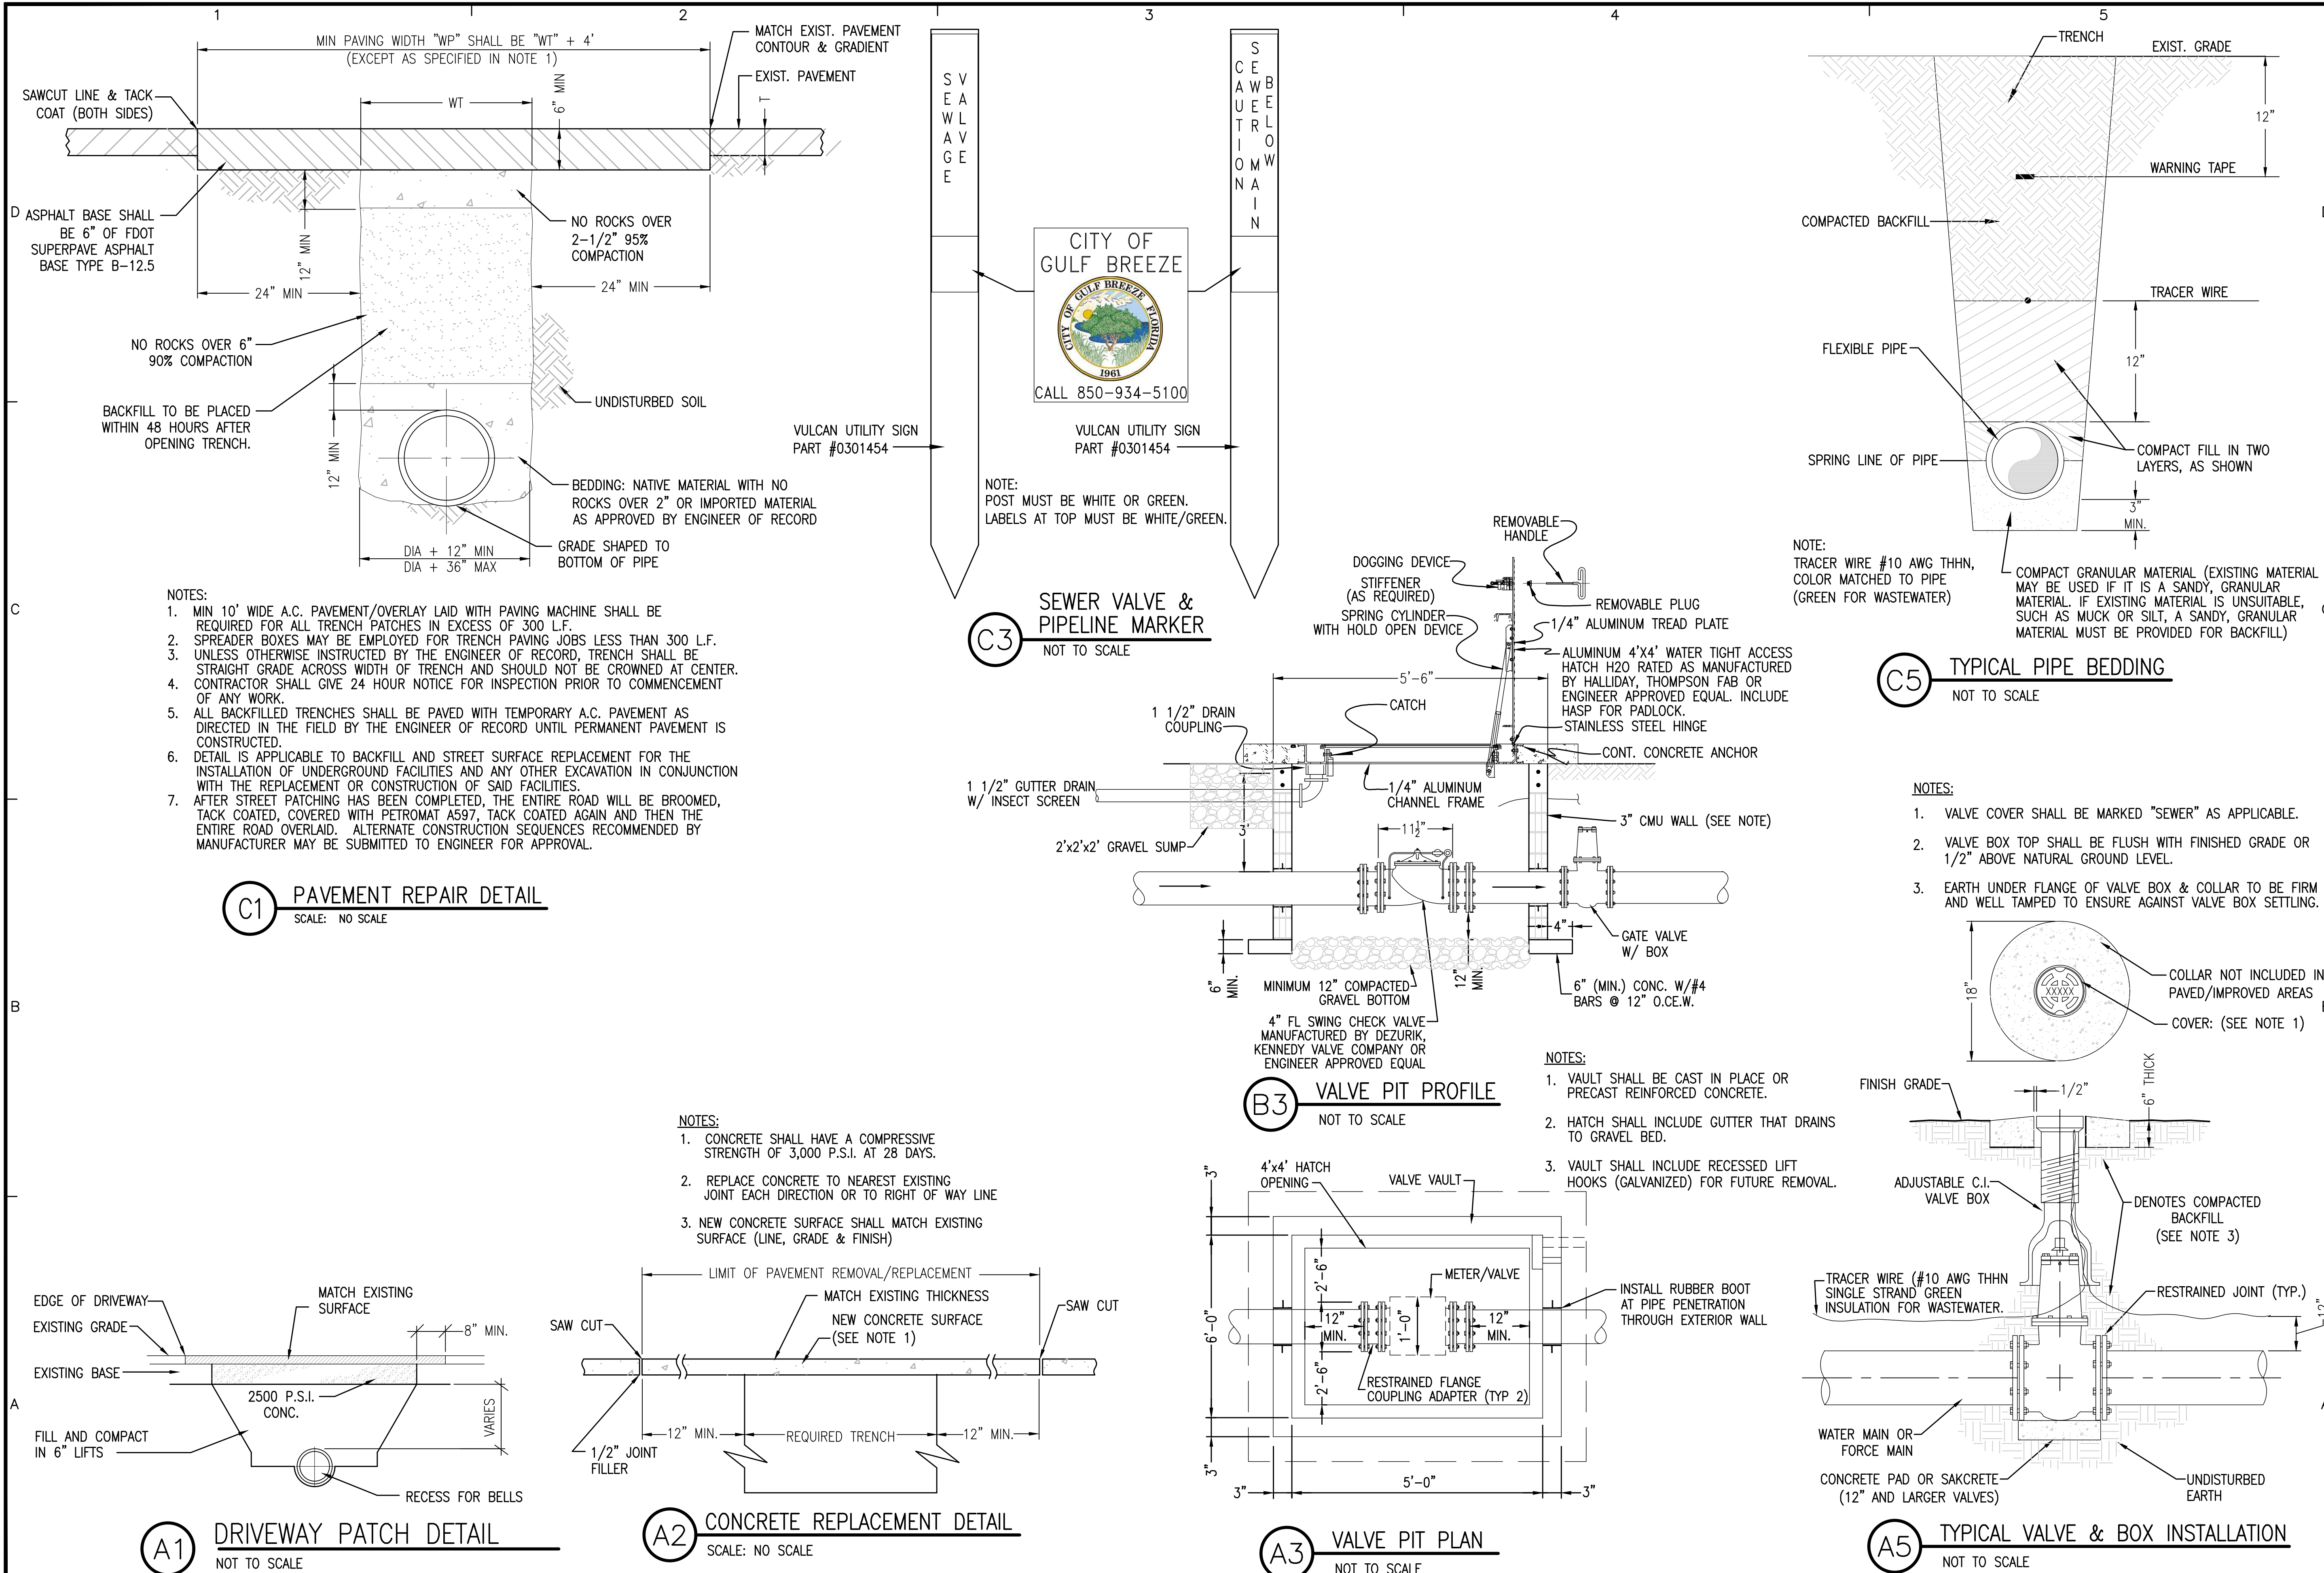 1
2
3
4
5
D
C
B
A
MIN PAVING WIDTH "WP" SHALL BE "WT" + 4'
(EXCEPT AS SPECIFIED IN NOTE 1)
MATCH EXIST. PAVEMENT
CONTOUR & GRADIENT
EXIST. PAVEMENT
SAWCUT LINE & TACK
COAT (BOTH SIDES)
WT
6" MIN
T
ASPHALT BASE SHALL
BE 6" OF FDOT
SUPERPAVE ASPHALT
BASE TYPE B-12.5
12" MIN
NO ROCKS OVER
2-1/2" 95%
COMPACTION
24" MIN
24" MIN
NO ROCKS OVER 6"
90% COMPACTION
BACKFILL TO BE PLACED
WITHIN 48 HOURS AFTER
OPENING TRENCH.
UNDISTURBED SOIL
12" MIN
BEDDING: NATIVE MATERIAL WITH NO
ROCKS OVER 2" OR IMPORTED MATERIAL
AS APPROVED BY ENGINEER OF RECORD
GRADE SHAPED TO
BOTTOM OF PIPE
DIA + 12" MIN
DIA + 36" MAX
NOTES:
1. MIN 10' WIDE A.C. PAVEMENT/OVERLAY LAID WITH PAVING MACHINE SHALL BE
REQUIRED FOR ALL TRENCH PATCHES IN EXCESS OF 300 L.F.
2. SPREADER BOXES MAY BE EMPLOYED FOR TRENCH PAVING JOBS LESS THAN 300 L.F.
3. UNLESS OTHERWISE INSTRUCTED BY THE ENGINEER OF RECORD, TRENCH SHALL BE
STRAIGHT GRADE ACROSS WIDTH OF TRENCH AND SHOULD NOT BE CROWNED AT CENTER.
4. CONTRACTOR SHALL GIVE 24 HOUR NOTICE FOR INSPECTION PRIOR TO COMMENCEMENT
OF ANY WORK.
5. ALL BACKFILLED TRENCHES SHALL BE PAVED WITH TEMPORARY A.C. PAVEMENT AS
DIRECTED IN THE FIELD BY THE ENGINEER OF RECORD UNTIL PERMANENT PAVEMENT IS
CONSTRUCTED.
6. DETAIL IS APPLICABLE TO BACKFILL AND STREET SURFACE REPLACEMENT FOR THE
INSTALLATION OF UNDERGROUND FACILITIES AND ANY OTHER EXCAVATION IN CONJUNCTION
WITH THE REPLACEMENT OR CONSTRUCTION OF SAID FACILITIES.
7. AFTER STREET PATCHING HAS BEEN COMPLETED, THE ENTIRE ROAD WILL BE BROOMED,
TACK COATED, COVERED WITH PETROMAT A597, TACK COATED AGAIN AND THEN THE
ENTIRE ROAD OVERLAID. ALTERNATE CONSTRUCTION SEQUENCES RECOMMENDED BY
MANUFACTURER MAY BE SUBMITTED TO ENGINEER FOR APPROVAL.
C1 PAVEMENT REPAIR DETAIL
SCALE: NO SCALE
SEWAGE
VALVE
CAUTION
SEWER MAIN
BELOW
CITY OF
GULF BREEZE
CITY OF GULF BREEZE FLORIDA
1961
CALL 850-934-5100
VULCAN UTILITY SIGN
PART #0301454
VULCAN UTILITY SIGN
PART #0301454
NOTE:
POST MUST BE WHITE OR GREEN.
LABELS AT TOP MUST BE WHITE/GREEN.
C3 SEWER VALVE &
PIPELINE MARKER
NOT TO SCALE
REMOVABLE
HANDLE
DOGGING DEVICE
STIFFENER
(AS REQUIRED)
SPRING CYLINDER
WITH HOLD OPEN DEVICE
REMOVABLE PLUG
1/4" ALUMINUM TREAD PLATE
ALUMINUM 4'X4' WATER TIGHT ACCESS
HATCH H20 RATED AS MANUFACTURED
BY HALLIDAY, THOMPSON FAB OR
ENGINEER APPROVED EQUAL. INCLUDE
HASP FOR PADLOCK.
STAINLESS STEEL HINGE
CONT. CONCRETE ANCHOR
5'-6"
CATCH
1 1/2" DRAIN
COUPLING
1 1/2" GUTTER DRAIN
W/ INSECT SCREEN
1/4" ALUMINUM
CHANNEL FRAME
3'
11½"
3" CMU WALL (SEE NOTE)
2'x2'x2' GRAVEL SUMP
4"
GATE VALVE
W/ BOX
6"
MIN.
MINIMUM 12" COMPACTED
GRAVEL BOTTOM
12"
MIN.
6" (MIN.) CONC. W/#4
BARS @ 12" O.CE.W.
4" FL SWING CHECK VALVE
MANUFACTURED BY DEZURIK,
KENNEDY VALVE COMPANY OR
ENGINEER APPROVED EQUAL
B3 VALVE PIT PROFILE
NOT TO SCALE
NOTES:
1. VAULT SHALL BE CAST IN PLACE OR
PRECAST REINFORCED CONCRETE.
2. HATCH SHALL INCLUDE GUTTER THAT DRAINS
TO GRAVEL BED.
3. VAULT SHALL INCLUDE RECESSED LIFT
HOOKS (GALVANIZED) FOR FUTURE REMOVAL.
TRENCH
EXIST. GRADE
12"
WARNING TAPE
COMPACTED BACKFILL
TRACER WIRE
FLEXIBLE PIPE
12"
SPRING LINE OF PIPE
COMPACT FILL IN TWO
LAYERS, AS SHOWN
3"
MIN.
NOTE:
TRACER WIRE #10 AWG THHN,
COLOR MATCHED TO PIPE
(GREEN FOR WASTEWATER)
COMPACT GRANULAR MATERIAL (EXISTING MATERIAL
MAY BE USED IF IT IS A SANDY, GRANULAR
MATERIAL. IF EXISTING MATERIAL IS UNSUITABLE,
SUCH AS MUCK OR SILT, A SANDY, GRANULAR
MATERIAL MUST BE PROVIDED FOR BACKFILL)
C5 TYPICAL PIPE BEDDING
NOT TO SCALE
NOTES:
1. VALVE COVER SHALL BE MARKED "SEWER" AS APPLICABLE.
2. VALVE BOX TOP SHALL BE FLUSH WITH FINISHED GRADE OR
1/2" ABOVE NATURAL GROUND LEVEL.
3. EARTH UNDER FLANGE OF VALVE BOX & COLLAR TO BE FIRM
AND WELL TAMPED TO ENSURE AGAINST VALVE BOX SETTLING.
18"
XXXXX
COLLAR NOT INCLUDED IN
PAVED/IMPROVED AREAS
COVER: (SEE NOTE 1)
FINISH GRADE
1/2"
6" THICK
ADJUSTABLE C.I.
VALVE BOX
DENOTES COMPACTED
BACKFILL
(SEE NOTE 3)
TRACER WIRE (#10 AWG THHN
SINGLE STRAND GREEN
INSULATION FOR WASTEWATER.
RESTRAINED JOINT (TYP.)
12"
WATER MAIN OR
FORCE MAIN
CONCRETE PAD OR SAKCRETE
(12" AND LARGER VALVES)
UNDISTURBED
EARTH
A5 TYPICAL VALVE & BOX INSTALLATION
NOT TO SCALE
EDGE OF DRIVEWAY
EXISTING GRADE
MATCH EXISTING
SURFACE
8" MIN.
EXISTING BASE
2500 P.S.I.
CONC.
VARIES
FILL AND COMPACT
IN 6" LIFTS
RECESS FOR BELLS
A1 DRIVEWAY PATCH DETAIL
NOT TO SCALE
NOTES:
1. CONCRETE SHALL HAVE A COMPRESSIVE
STRENGTH OF 3,000 P.S.I. AT 28 DAYS.
2. REPLACE CONCRETE TO NEAREST EXISTING
JOINT EACH DIRECTION OR TO RIGHT OF WAY LINE
3. NEW CONCRETE SURFACE SHALL MATCH EXISTING
SURFACE (LINE, GRADE & FINISH)
LIMIT OF PAVEMENT REMOVAL/REPLACEMENT
MATCH EXISTING THICKNESS
SAW CUT
NEW CONCRETE SURFACE
(SEE NOTE 1)
SAW CUT
12" MIN.
REQUIRED TRENCH
12" MIN.
1/2" JOINT
FILLER
A2 CONCRETE REPLACEMENT DETAIL
SCALE: NO SCALE
3"
4'x4' HATCH
OPENING
VALVE VAULT
2'-6"
METER/VALVE
INSTALL RUBBER BOOT
AT PIPE PENETRATION
THROUGH EXTERIOR WALL
6'-0"
12"
MIN.
1'-0"
12"
MIN.
2'-6"
RESTRAINED FLANGE
COUPLING ADAPTER (TYP 2)
3"
3"
5'-0"
3"
A3 VALVE PIT PLAN
NOT TO SCALE